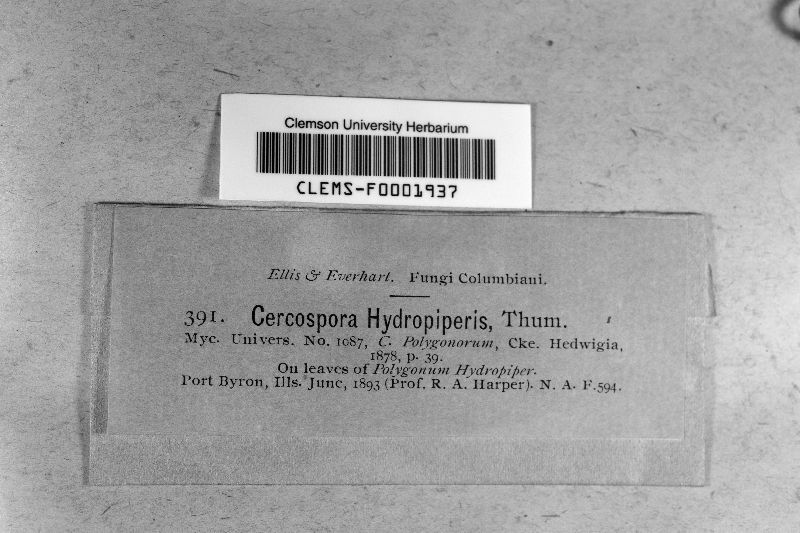 Clemson University Herbarium
CLEMS-F0001937
Ellis & Everhart. Fungi Columbiani.
391. Cercospora Hydropiperis, Thum.
Myc. Univers. No. 1087, C. Polygonorum, Cke. Hedwigia,
1878, p. 39.
On leaves of Polygonum Hydropiper.
Port Byron, Ills. June, 1893 (Prof. R. A. Harper). N. A. F. 594.